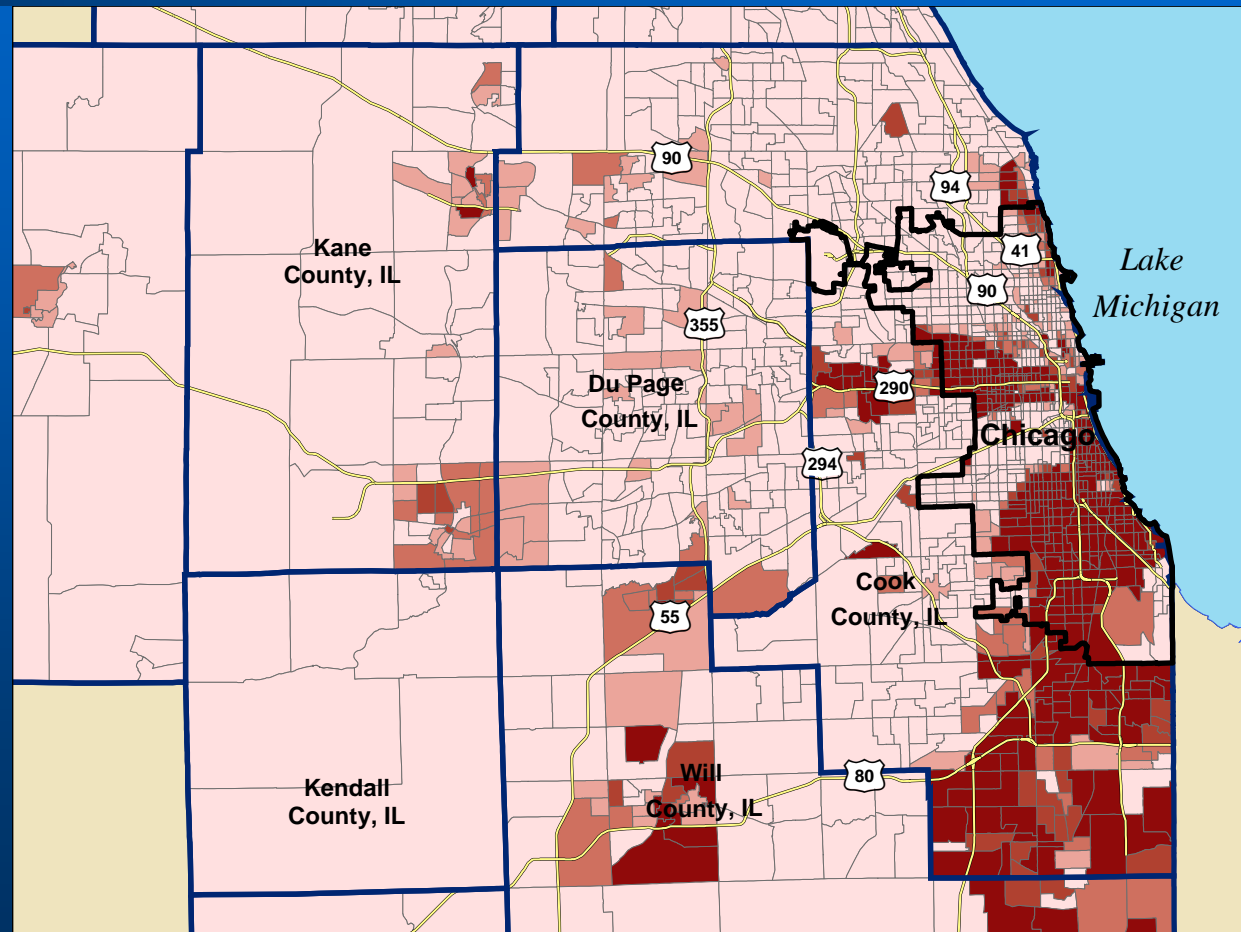 90
94
Kane
County, IL
41
Lake
Michigan
90
355
Du Page
County, IL
290
Chicago
294
Cook
County, IL
55
Will
County, IL
80
Kendall
County, IL